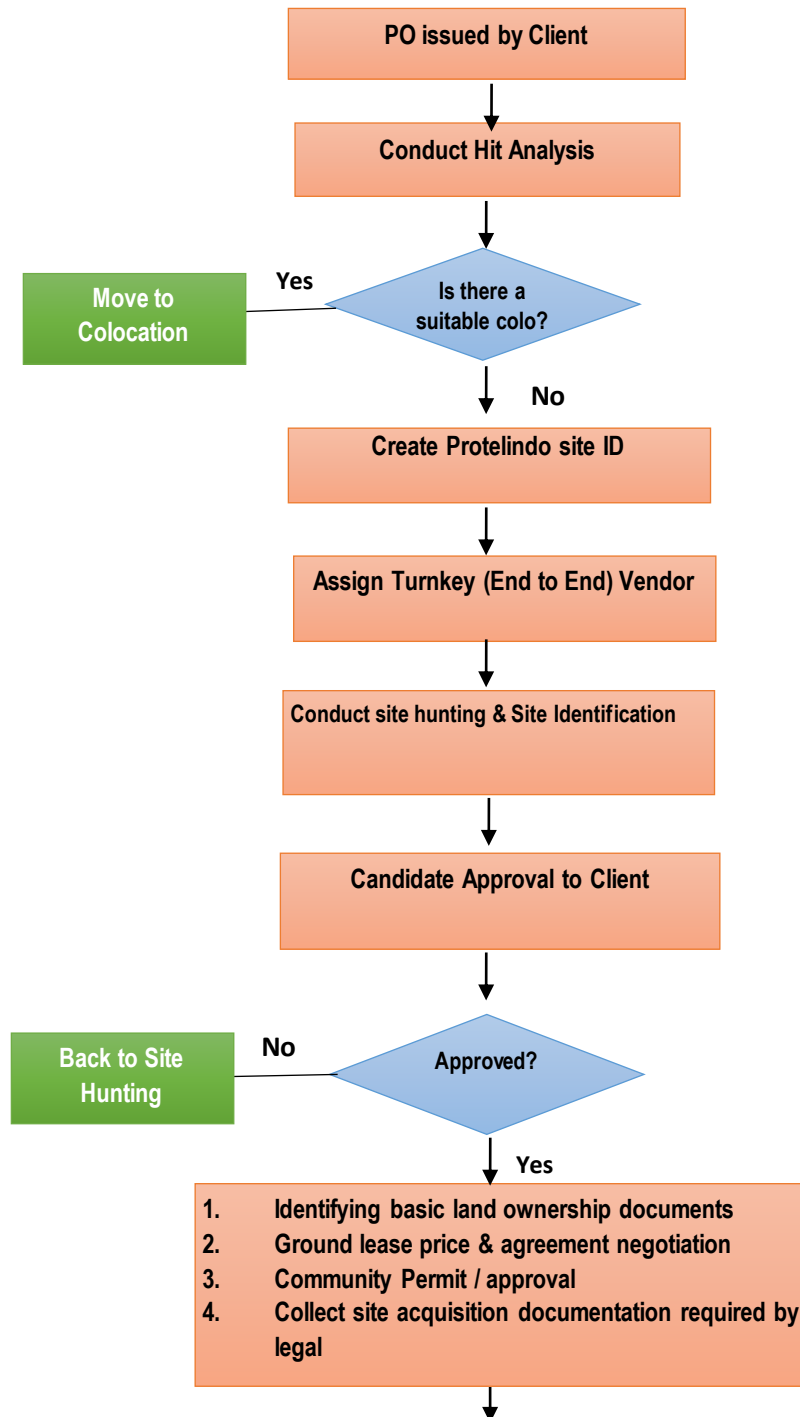 PO issued by Client
Conduct Hit Analysis
Yes
Move to
Colocation
Is there a
suitable colo?
No
Create Protelindo site ID
Assign Turnkey (End to End) Vendor
Conduct site hunting & Site Identification
Candidate Approval to Client
Back to Site
Hunting
No
Approved?
Yes
1. Identifying basic land ownership documents
2. Ground lease price & agreement negotiation
3. Community Permit / approval
4. Collect site acquisition documentation required by
legal